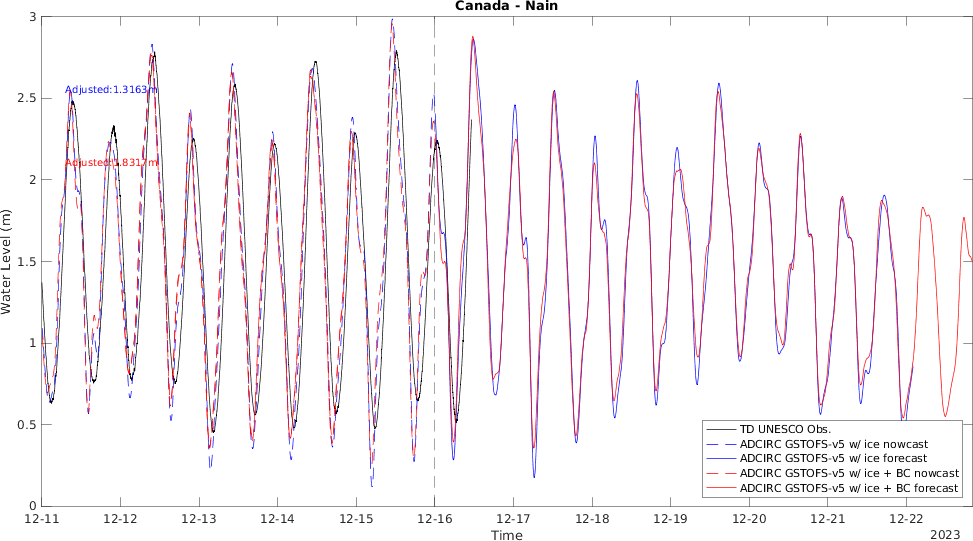 Canada - Nain
3
2.5
2
1.5
1
0.5
0
Water Level (m)
Adjusted:1.3163m
Adjusted:1.8317m
12-11
12-12
12-13
12-14
12-15
12-16
12-17
12-18
12-19
12-20
12-21
12-22
Time
2023
TD UNESCO Obs.
ADCIRC GSTOFS-v5 w/ ice nowcast
ADCIRC GSTOFS-v5 w/ ice forecast
ADCIRC GSTOFS-v5 w/ ice + BC nowcast
ADCIRC GSTOFS-v5 w/ ice + BC forecast